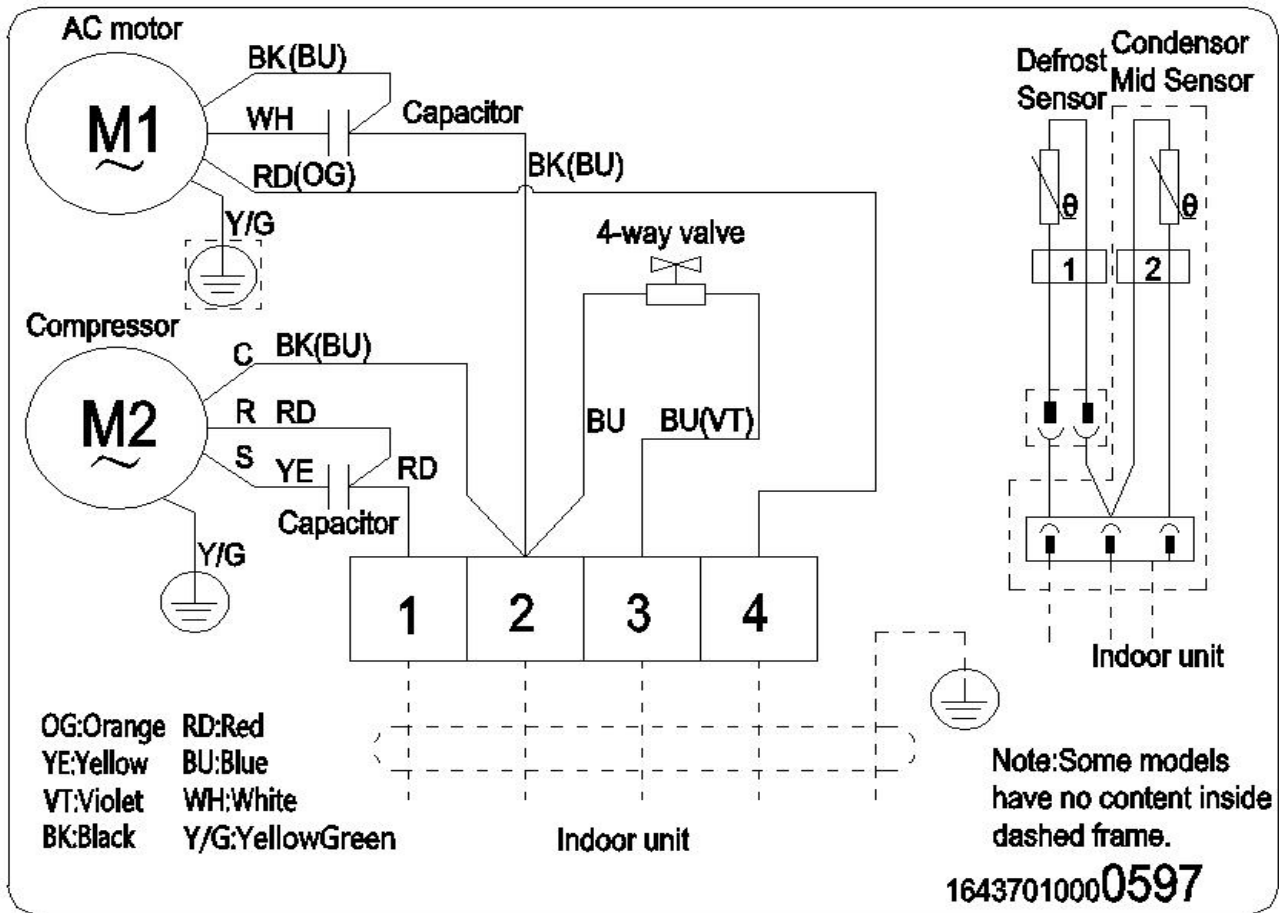 AC motor
M1
BK(BU)
WH
Capacitor
RD(OG)
BK(BU)
Y/G
4-way valve
Compressor
M2
C BK(BU)
R RD
S YE
RD
Capacitor
Y/G
BU
BU(VT)
1 2 3 4
Indoor unit
Defrost
Sensor
Condensor
Mid Sensor
θ
θ
1
2
Indoor unit
OG:Orange RD:Red
YE:Yellow BU:Blue
VT:Violet WH:White
BK:Black Y/G:YellowGreen
Note:Some models
have no content inside
dashed frame.
16437010000597